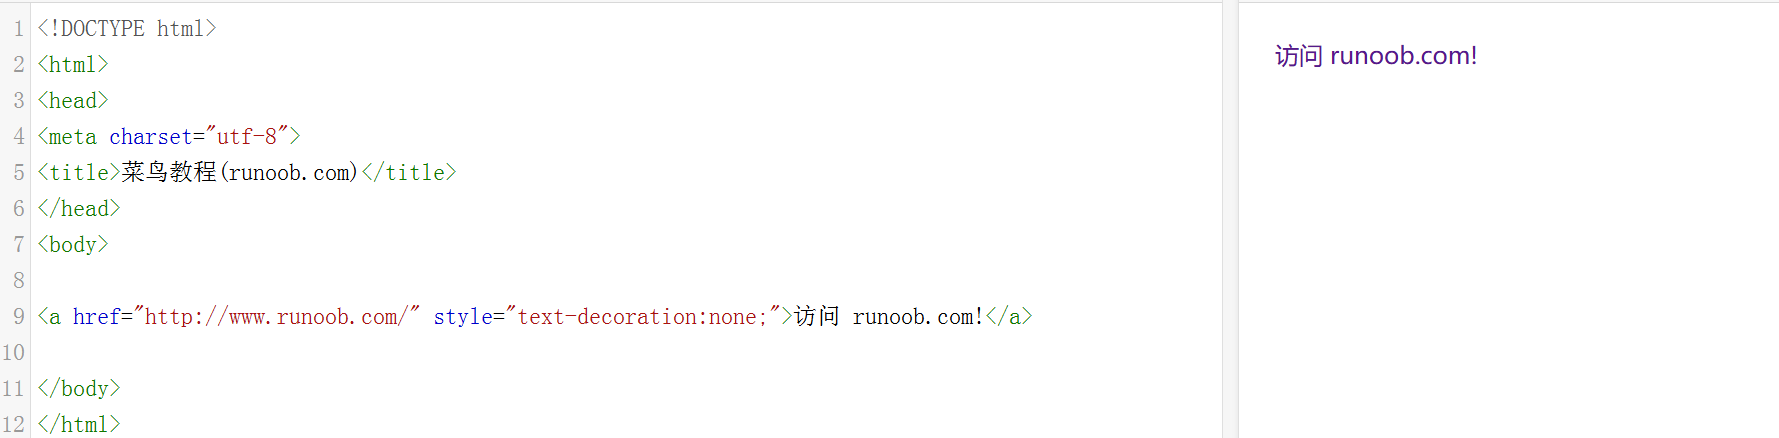 1 <!DOCTYPE html>
2 <html>
3 <head>
4 <meta charset="utf-8">
5 <title>菜鸟教程(runoob.com)</title>
6 </head>
7 <body>
8
9 <a href="http://www.runoob.com/" style="text-decoration:none;">访问 runoob.com!</a>
10
11 </body>
12 </html>
访问 runoob.com!